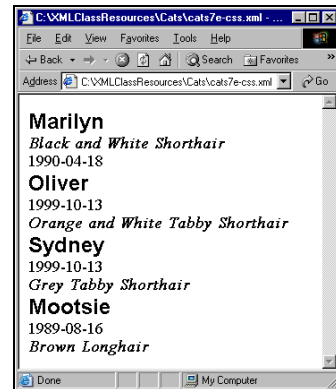 C:\XMLClassResources\Cats\cats7e-css.xml - ...
File Edit View Favorites Tools Help
Back Search Favorites »
Address C:\XMLClassResources\Cats\cats7e-css.xml Go
Marilyn
Black and White Shorthair
1990-04-18
Oliver
1999-10-13
Orange and White Tabby Shorthair
Sydney
1999-10-13
Grey Tabby Shorthair
Mootsie
1989-08-16
Brown Longhair
Done My Computer